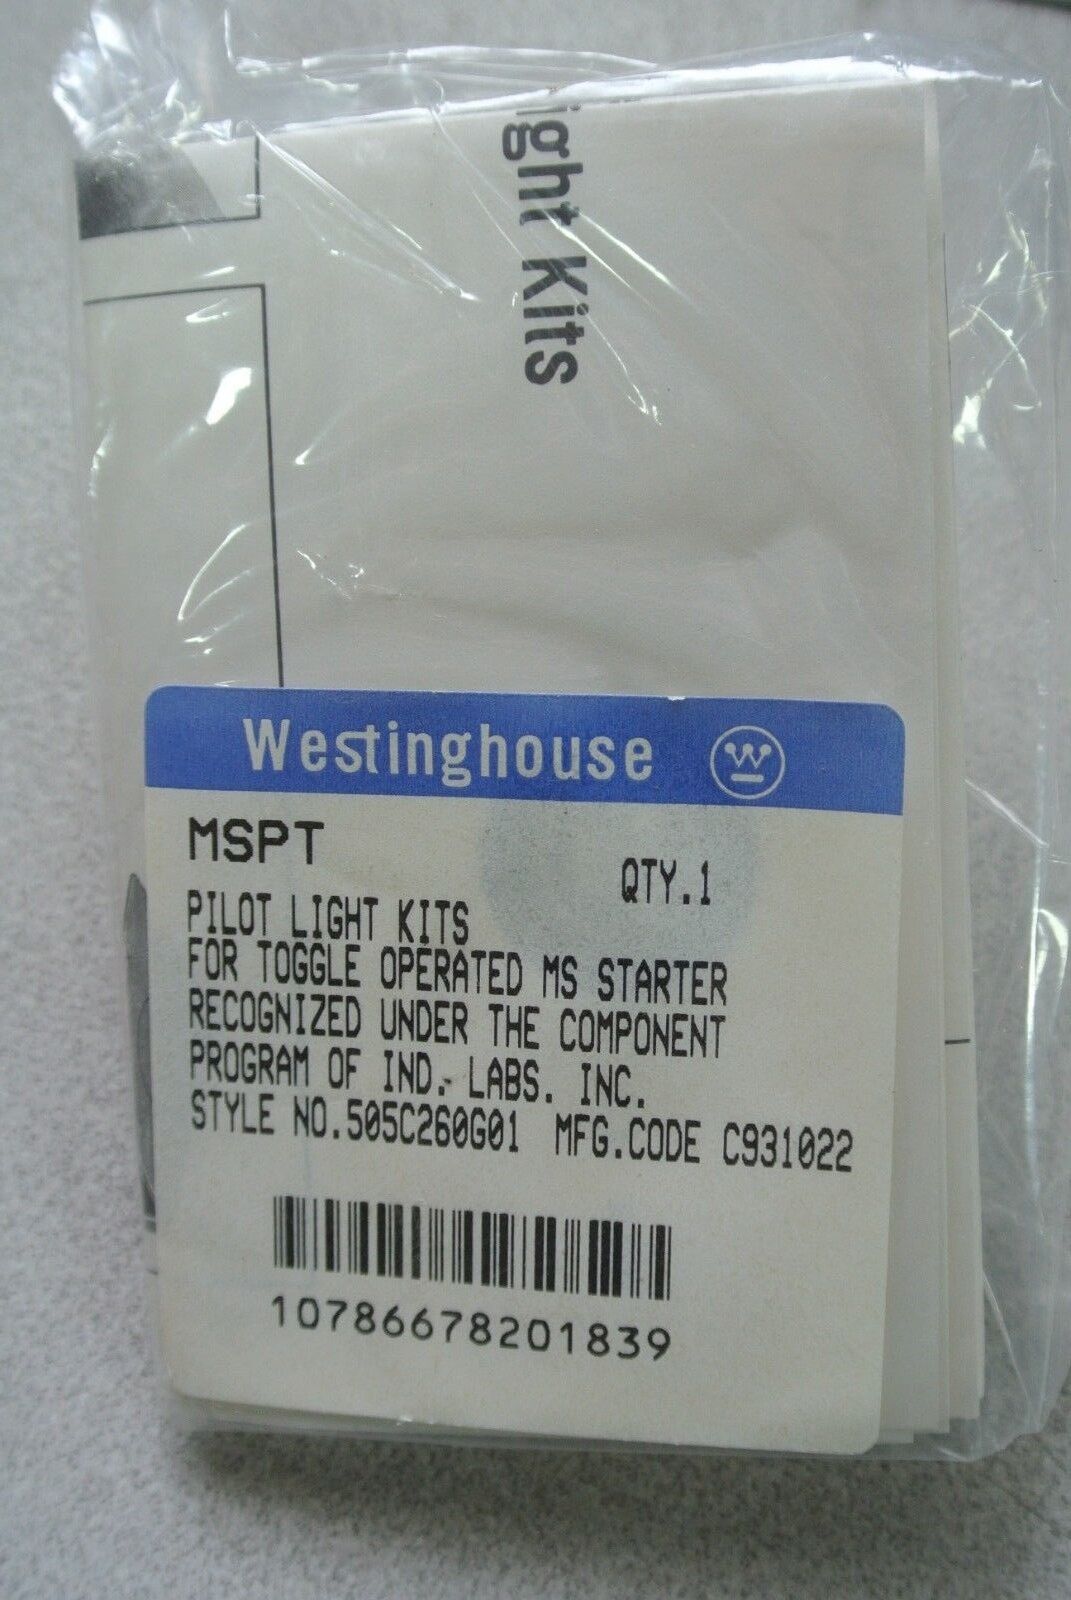 ight Kits
Westinghouse W
MSPT
QTY.1
PILOT LIGHT KITS
FOR TOGGLE OPERATED MS STARTER
RECOGNIZED UNDER THE COMPONENT
PROGRAM OF IND. LABS. INC.
STYLE NO.505C260G01 MFG.CODE C931022
10786678201839